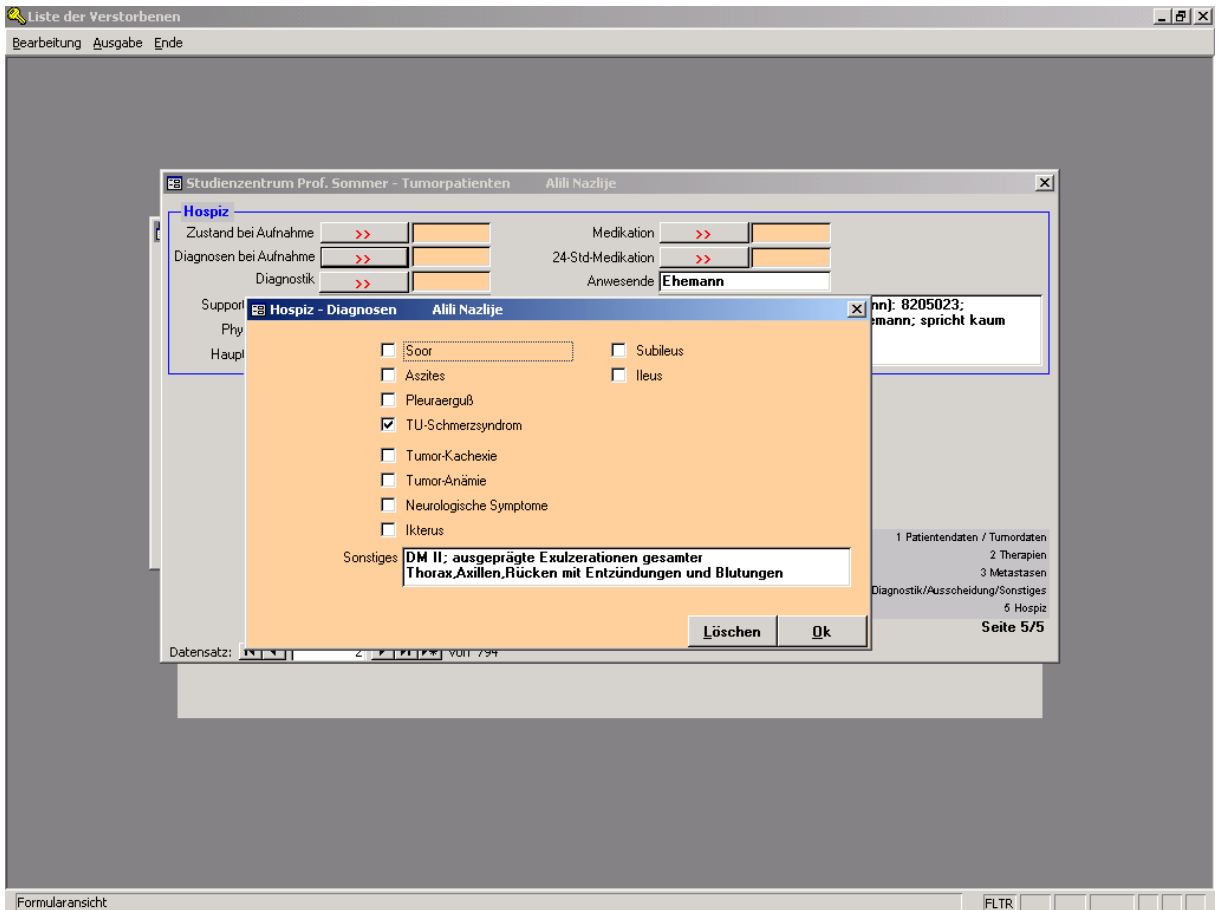 Liste der Verstorbenen
Bearbeitung Ausgabe Ende
Studienzentrum Prof. Sommer - Tumorpatienten Alili Nazlije
Hospiz
Zustand bei Aufnahme >> Medikation >>
Diagnosen bei Aufnahme >> 24-Std-Medikation >>
Diagnostik >> Anwesende Ehemann
Support
nn): 8205023;
Phy
emann; spricht kaum
Haupt
Hospiz - Diagnosen Alili Nazlije
Soor Subileus
Aszites Ileus
Pleuraerguß
TU-Schmerzsyndrom
Tumor-Kachexie
Tumor-Anämie
Neurologische Symptome
Ikterus
Sonstiges DM II; ausgeprägte Exulzerationen gesamter
Thorax,Axillen,Rücken mit Entzündungen und Blutungen
Löschen Ok
1 Patientendaten / Tumordaten
2 Therapien
3 Metastasen
Diagnostik/Ausscheidung/Sonstiges
5 Hospiz
Seite 5/5
Datensatz: 2 von 794
Formularansicht FLTR